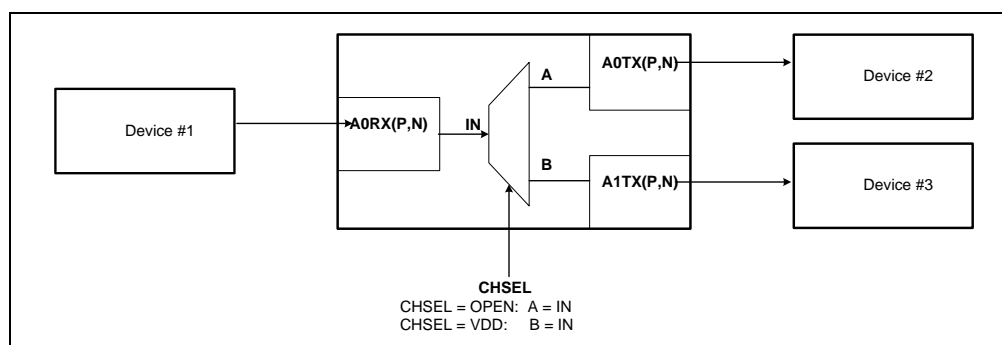 Device #1
A0RX(P,N)
IN
A
B
A0TX(P,N)
A1TX(P,N)
Device #2
Device #3
CHSEL
CHSEL = OPEN: A = IN
CHSEL = VDD: B = IN